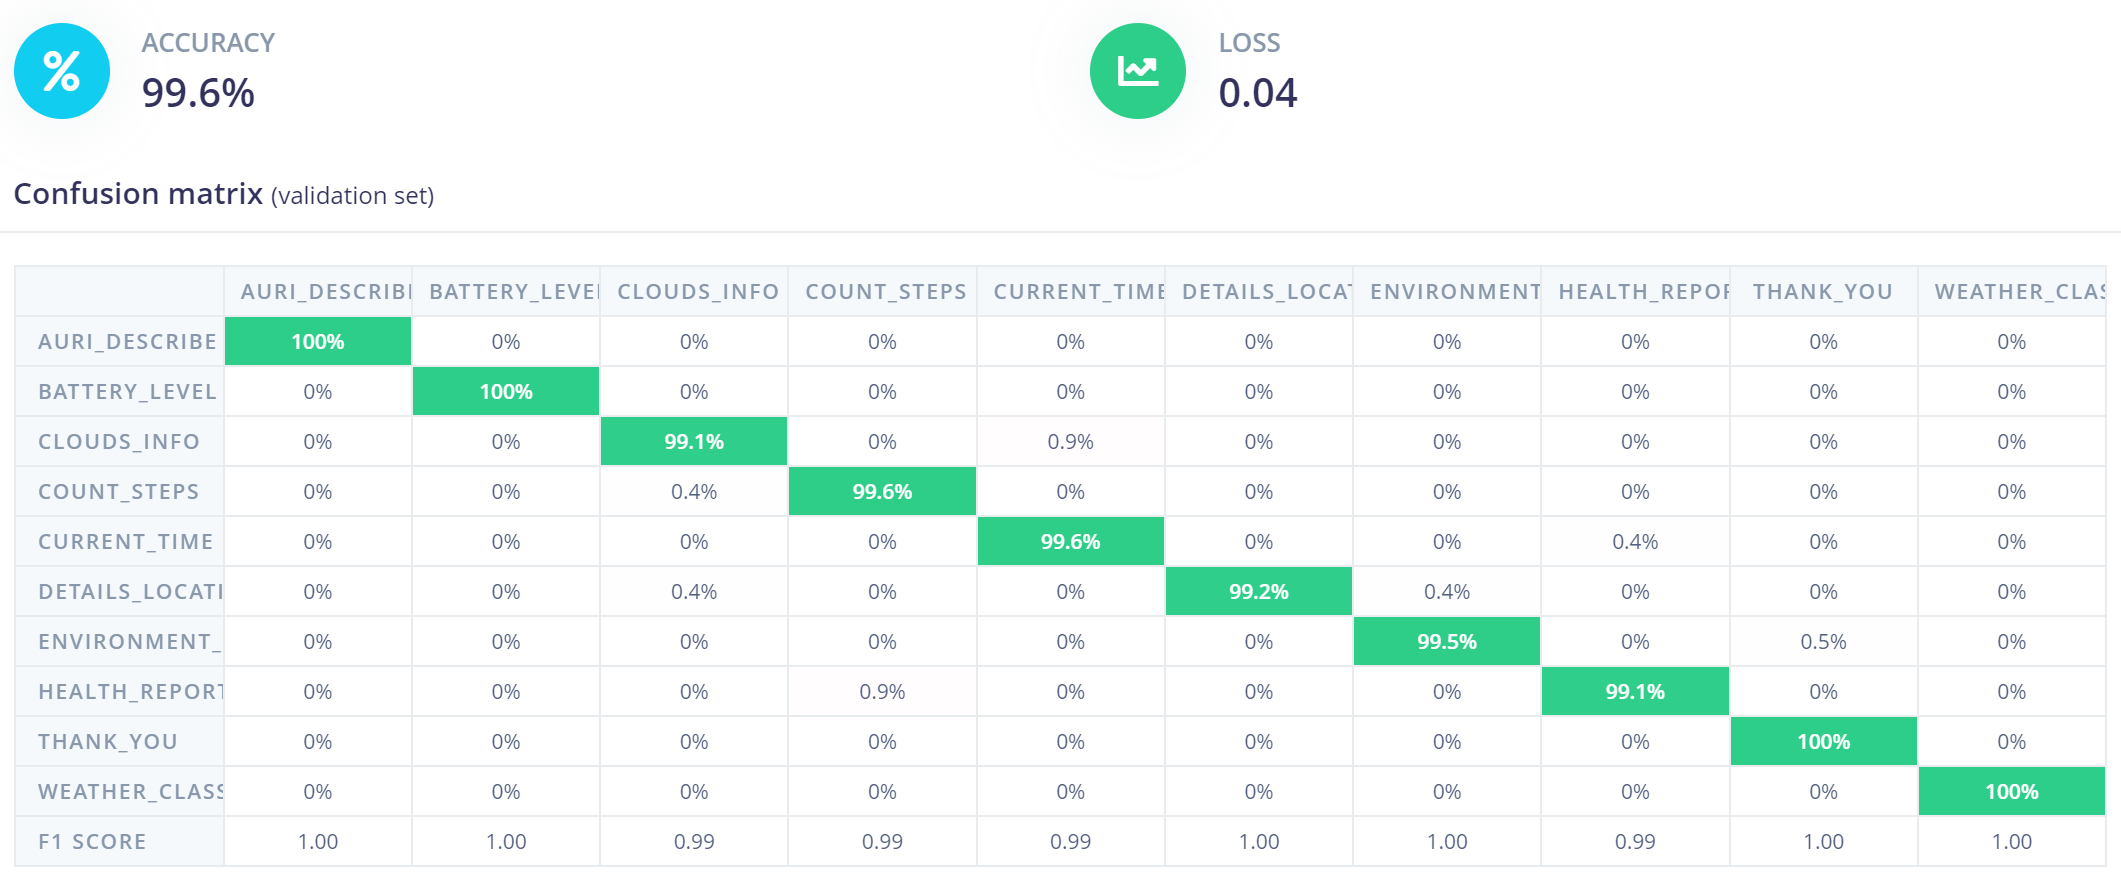 ACCURACY
99.6%
LOSS
0.04
Confusion matrix (validation set)
AURI_DESCRIBE BATTERY_LEVEL CLOUDS_INFO COUNT_STEPS CURRENT_TIME DETAILS_LOCAT ENVIRONMENT HEALTH_REPOR THANK_YOU WEATHER_CLAS
AURI_DESCRIBE 100% 0% 0% 0% 0% 0% 0% 0% 0% 0%
BATTERY_LEVEL 0% 100% 0% 0% 0% 0% 0% 0% 0% 0%
CLOUDS_INFO 0% 0% 99.1% 0% 0.9% 0% 0% 0% 0% 0%
COUNT_STEPS 0% 0% 0.4% 99.6% 0% 0% 0% 0% 0% 0%
CURRENT_TIME 0% 0% 0% 0% 99.6% 0% 0% 0.4% 0% 0%
DETAILS_LOCATI 0% 0% 0.4% 0% 0% 99.2% 0.4% 0% 0% 0%
ENVIRONMENT_ 0% 0% 0% 0% 0% 0% 99.5% 0% 0.5% 0%
HEALTH_REPORT 0% 0% 0% 0.9% 0% 0% 0% 99.1% 0% 0%
THANK_YOU 0% 0% 0% 0% 0% 0% 0% 0% 100% 0%
WEATHER_CLASS 0% 0% 0% 0% 0% 0% 0% 0% 0% 100%
F1 SCORE 1.00 1.00 0.99 0.99 0.99 1.00 1.00 0.99 1.00 1.00